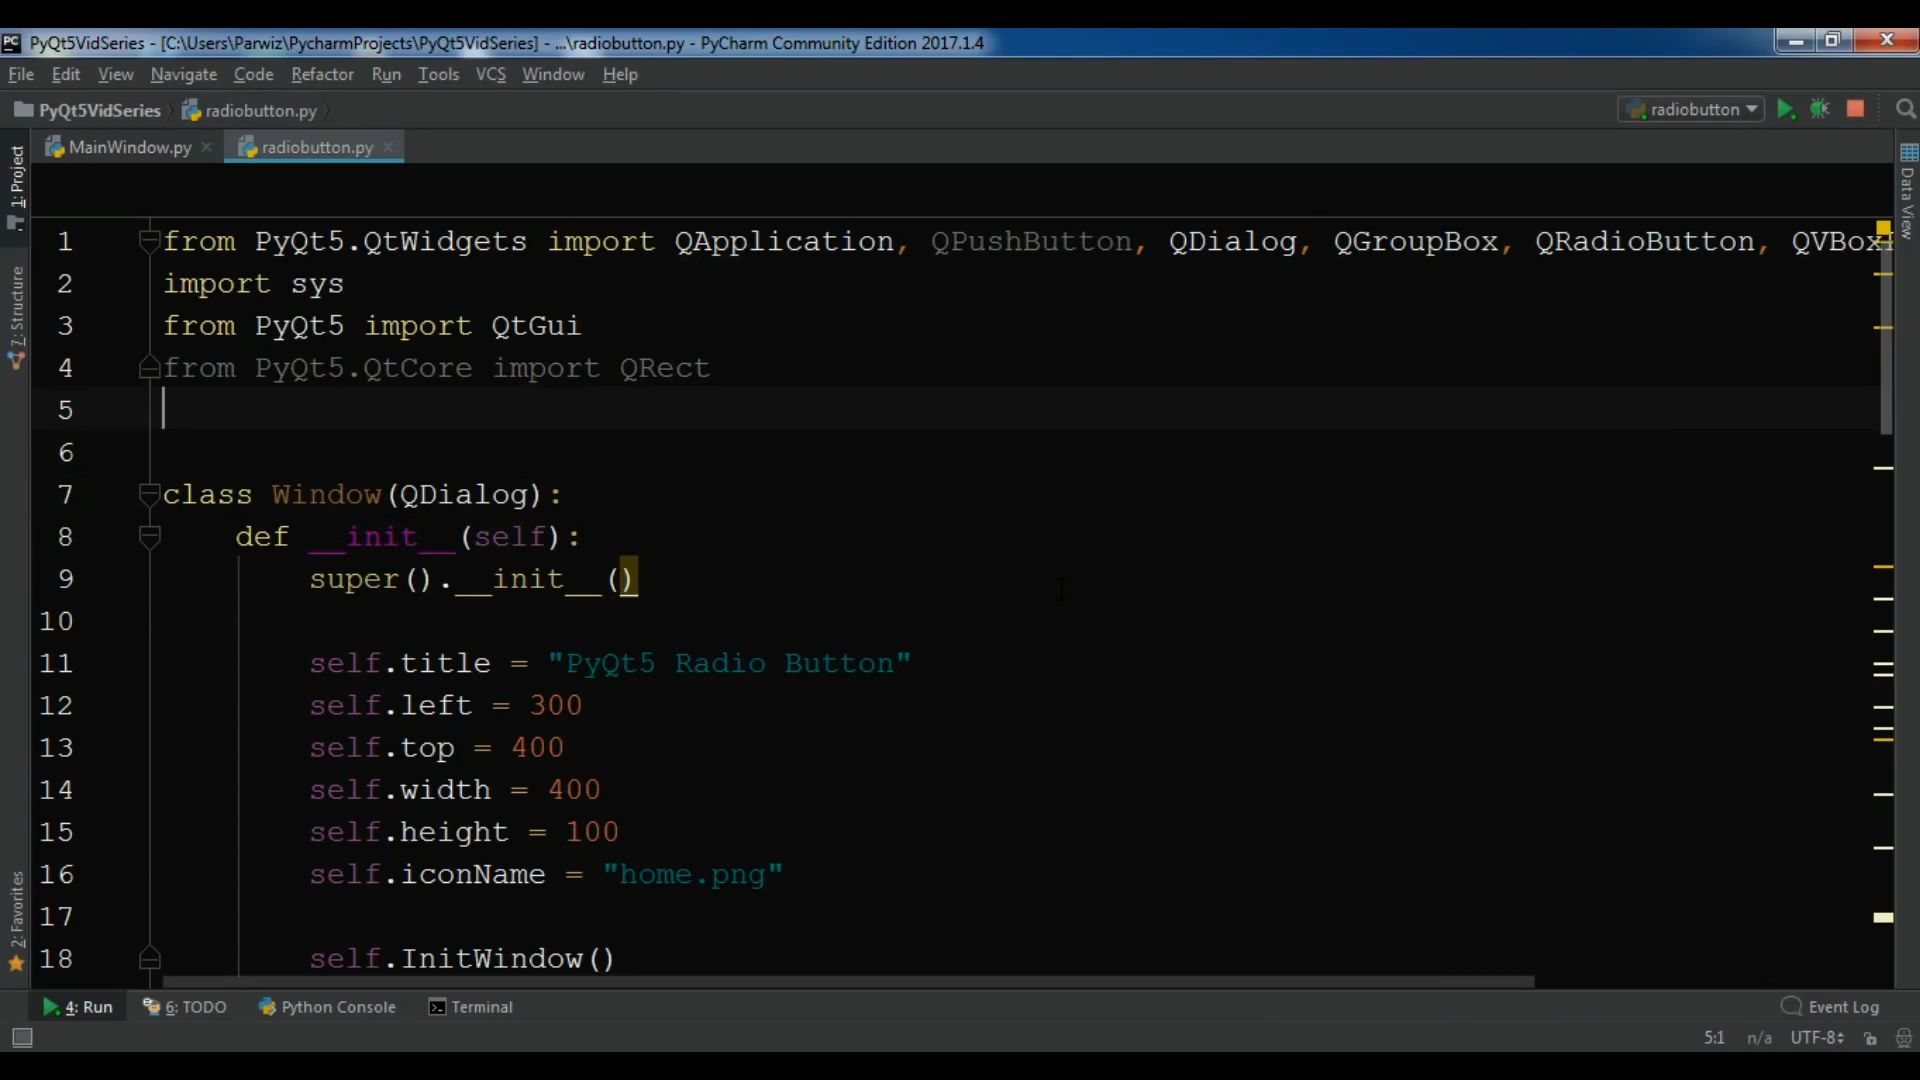 PC PyQt5VidSeries - [C:\Users\Parwiz\PycharmProjects\PyQt5VidSeries] - ...\radiobutton.py - PyCharm Community Edition 2017.1.4
File Edit View Navigate Code Refactor Run Tools VCS Window Help
PyQt5VidSeries radiobutton.py radiobutton
MainWindow.py radiobutton.py
1: Project
7: Structure
2: Favorites
Data View
1 from PyQt5.QtWidgets import QApplication, QPushButton, QDialog, QGroupBox, QRadioButton, QVBox
2 import sys
3 from PyQt5 import QtGui
4 from PyQt5.QtCore import QRect
5
6
7 class Window(QDialog):
8 def __init__(self):
9 super().__init__()
10
11 self.title = "PyQt5 Radio Button"
12 self.left = 300
13 self.top = 400
14 self.width = 400
15 self.height = 100
16 self.iconName = "home.png"
17
18 self.InitWindow()
4: Run 6: TODO Python Console Terminal Event Log
5:1 n/a UTF-8